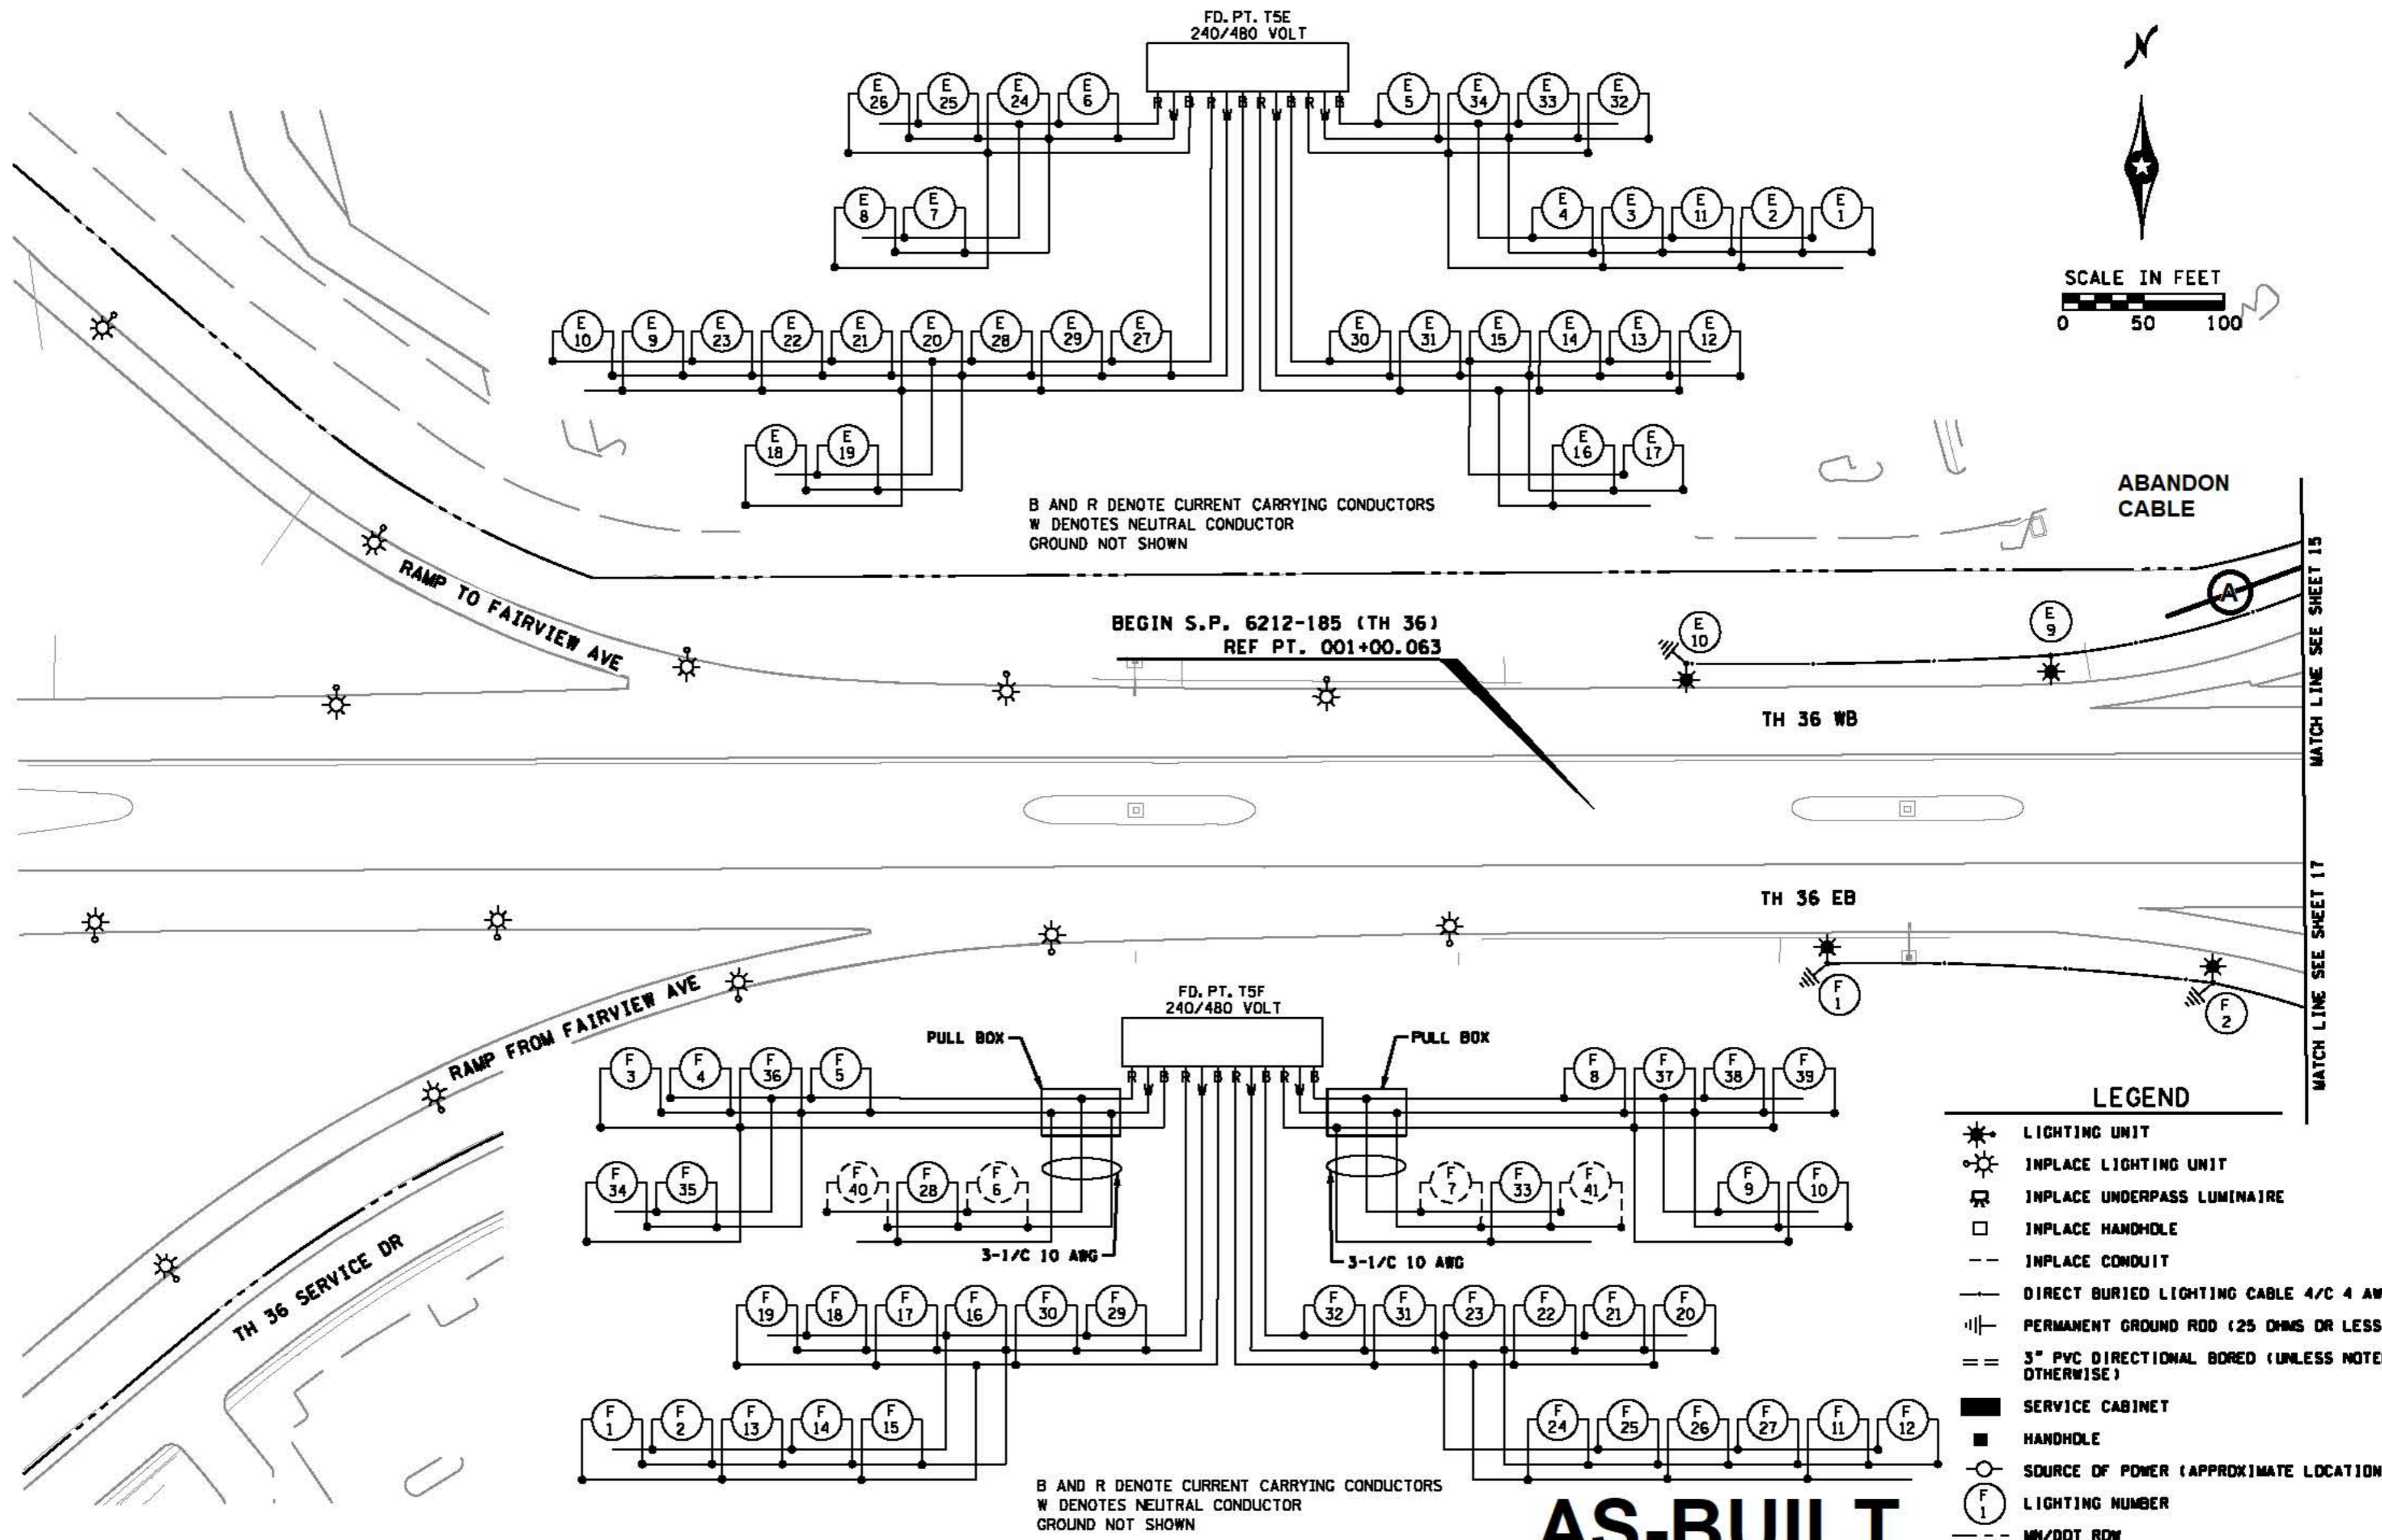 FD. PT. T5E
240/480 VOLT
E 26
E 25
E 24
E 6
R W B R W B R W B R W B
E 5
E 34
E 33
E 32
N
E 8
E 7
E 4
E 3
E 11
E 2
E 1
SCALE IN FEET
0 50 100
E 10
E 9
E 23
E 22
E 21
E 20
E 28
E 29
E 27
E 30
E 31
E 15
E 14
E 13
E 12
E 18
E 19
E 16
E 17
B AND R DENOTE CURRENT CARRYING CONDUCTORS
W DENOTES NEUTRAL CONDUCTOR
GROUND NOT SHOWN
ABANDON
CABLE
A
MATCH LINE SEE SHEET 15
RAMP TO FAIRVIEW AVE
BEGIN S.P. 6212-185 (TH 36)
REF PT. 001+00.063
E 10
E 9
TH 36 WB
TH 36 EB
MATCH LINE SEE SHEET 17
F 1
F 2
RAMP FROM FAIRVIEW AVE
TH 36 SERVICE DR
FD. PT. T5F
240/480 VOLT
PULL BOX
PULL BOX
R W B R W B R W B R W B
F 3
F 4
F 36
F 5
F 8
F 37
F 38
F 39
F 34
F 35
F 40
F 28
F 6
F 7
F 33
F 41
F 9
F 10
3-1/C 10 AWG
3-1/C 10 AWG
F 19
F 18
F 17
F 16
F 30
F 29
F 32
F 31
F 23
F 22
F 21
F 20
F 1
F 2
F 13
F 14
F 15
F 24
F 25
F 26
F 27
F 11
F 12
B AND R DENOTE CURRENT CARRYING CONDUCTORS
W DENOTES NEUTRAL CONDUCTOR
GROUND NOT SHOWN
AS-BUILT
LEGEND
LIGHTING UNIT
INPLACE LIGHTING UNIT
INPLACE UNDERPASS LUMINAIRE
INPLACE HANDHOLE
INPLACE CONDUIT
DIRECT BURIED LIGHTING CABLE 4/C 4 AW
PERMANENT GROUND ROD (25 OHMS OR LESS
3" PVC DIRECTIONAL BORED (UNLESS NOTE
OTHERWISE)
SERVICE CABINET
HANDHOLE
SOURCE OF POWER (APPROXIMATE LOCATION
F 1
LIGHTING NUMBER
MN/DOT ROW